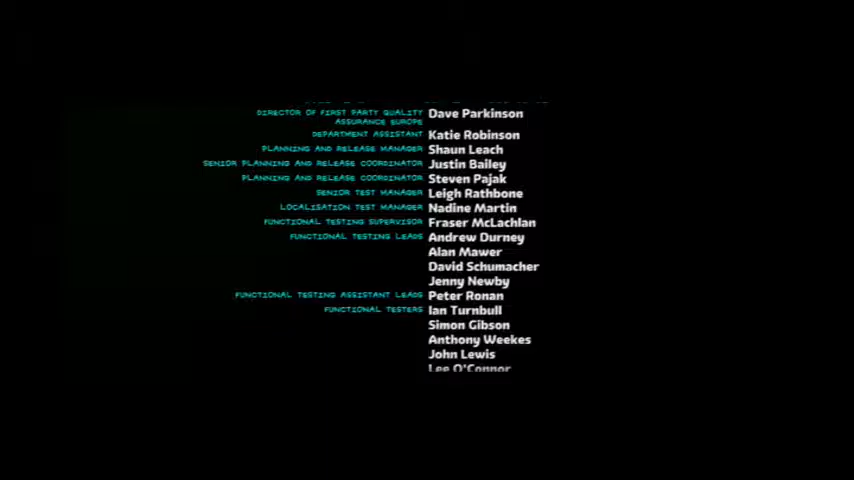 DIRECTOR OF FIRST PARTY QUALITY ASSURANCE EUROPE Dave Parkinson
DEPARTMENT ASSISTANT Katie Robinson
PLANNING AND RELEASE MANAGER Shaun Leach
SENIOR PLANNING AND RELEASE COORDINATOR Justin Bailey
PLANNING AND RELEASE COORDINATOR Steven Pajak
SENIOR TEST MANAGER Leigh Rathbone
LOCALISATION TEST MANAGER Nadine Martin
FUNCTIONAL TESTING SUPERVISOR Fraser McLachlan
FUNCTIONAL TESTING LEADS Andrew Durney
Alan Mawer
David Schumacher
Jenny Newby
FUNCTIONAL TESTING ASSISTANT LEADS Peter Ronan
FUNCTIONAL TESTERS Ian Turnbull
Simon Gibson
Anthony Weekes
John Lewis
Lee O'Connor